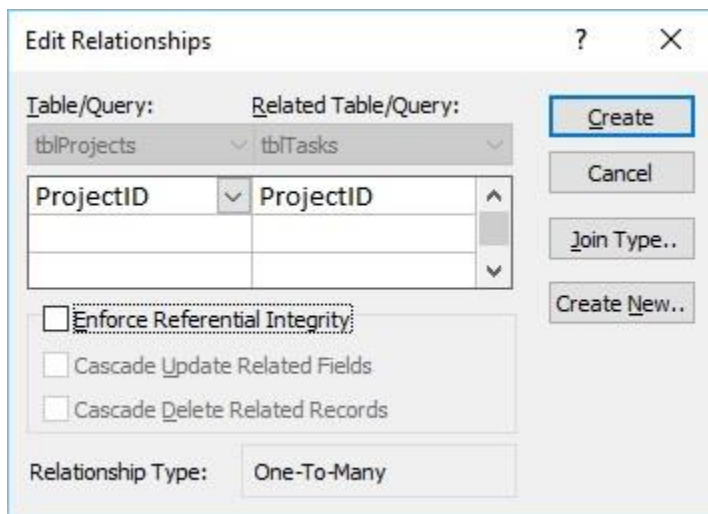 Edit Relationships ?
Table/Query: Related Table/Query: Create
tblProjects tblTasks
Cancel
ProjectID ProjectID
Join Type..
Create New..
Enforce Referential Integrity
Cascade Update Related Fields
Cascade Delete Related Records
Relationship Type: One-To-Many